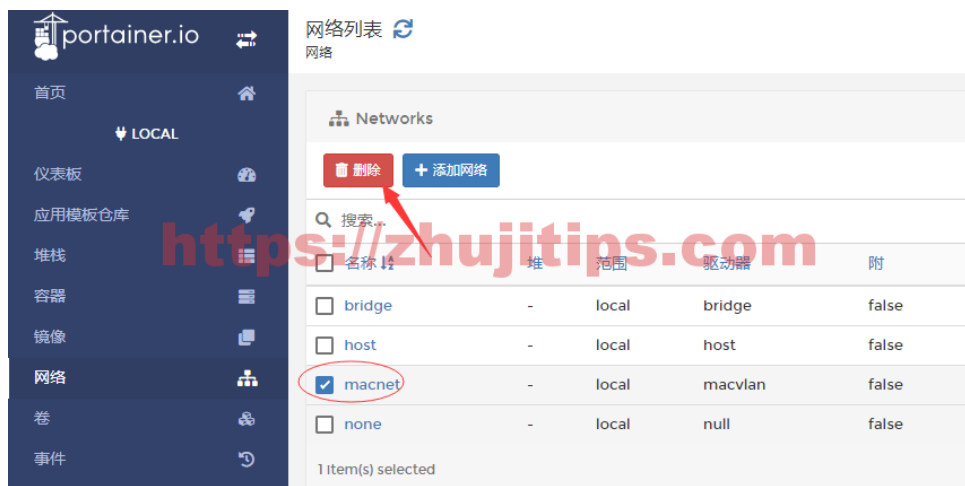 portainer.io
首页
LOCAL
仪表板
应用模板仓库
堆栈
容器
镜像
网络
卷
事件
网络列表
网络
Networks
删除 添加网络
搜索...
https://zhujitips.com
名称 堆 范围 驱动器 附
bridge - local bridge false
host - local host false
macnet - local macvlan false
none - local null false
1 Item(s) selected